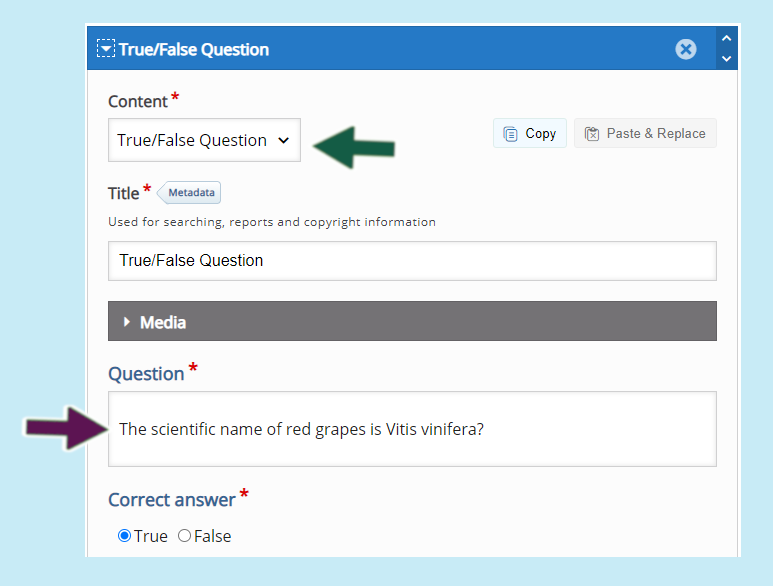 True/False Question
Content *
True/False Question
Copy
Paste & Replace
Title * Metadata
Used for searching, reports and copyright information
True/False Question
Media
Question *
The scientific name of red grapes is Vitis vinifera?
Correct answer *
True False